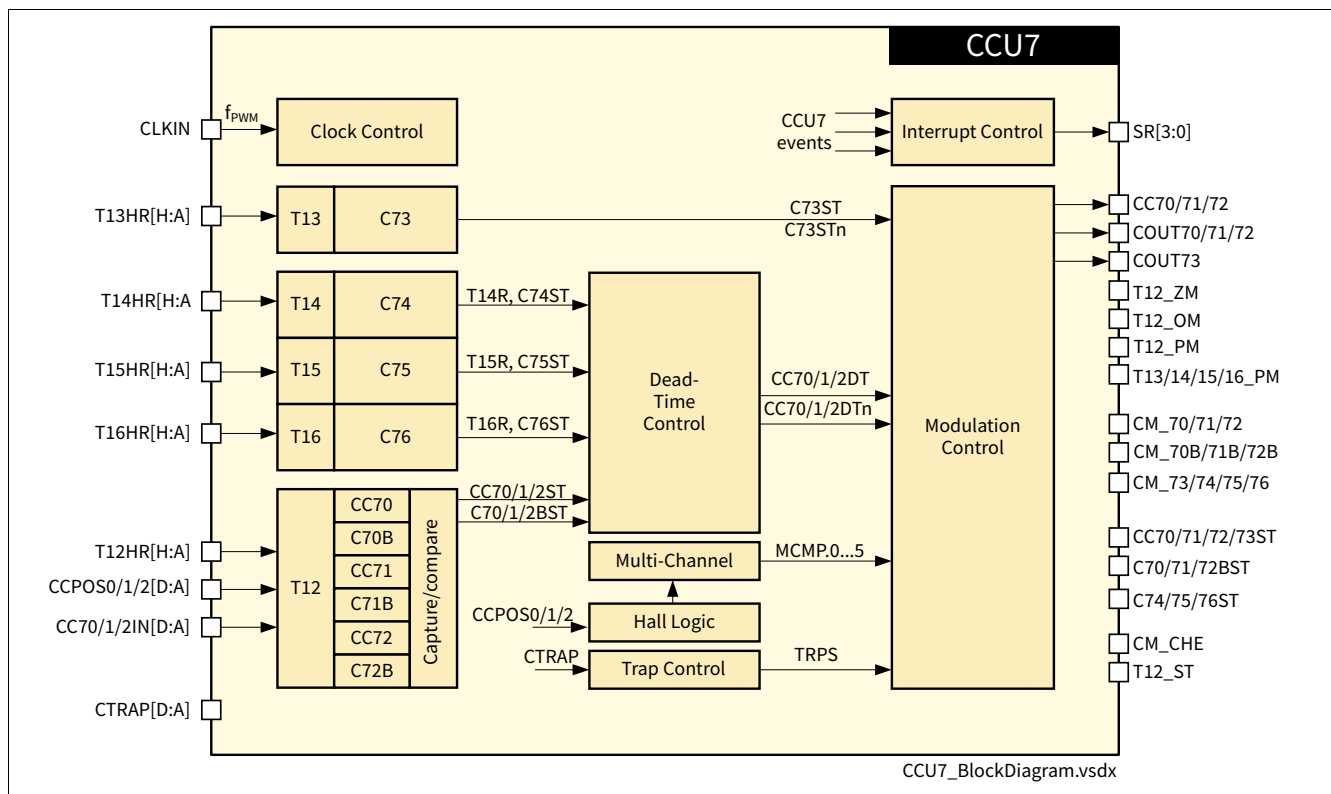 CCU7
CLKIN
fPWM
Clock Control
CCU7
events
Interrupt Control
SR[3:0]
T13HR[H:A]
T13
C73
C73ST
C73STn
CC70/71/72
COUT70/71/72
COUT73
T14HR[H:A
T14
C74
T14R, C74ST
T12_ZM
T12_OM
T12_PM
T15HR[H:A]
T15
C75
T15R, C75ST
Dead-
Time
Control
CC70/1/2DT
CC70/1/2DTn
Modulation
Control
T13/14/15/16_PM
T16HR[H:A]
T16
C76
T16R, C76ST
CM_70/71/72
CM_70B/71B/72B
CM_73/74/75/76
T12HR[H:A]
CCPOS0/1/2[D:A]
CC70/1/2IN[D:A]
T12
CC70
C70B
CC71
C71B
CC72
C72B
Capture/compare
CC70/1/2ST
C70/1/2BST
Multi-Channel
MCMP.0...5
CCPOS0/1/2
Hall Logic
CTRAP
Trap Control
TRPS
CC70/71/72/73ST
C70/71/72BST
C74/75/76ST
CM_CHE
T12_ST
CTRAP[D:A]
CCU7_BlockDiagram.vsdx